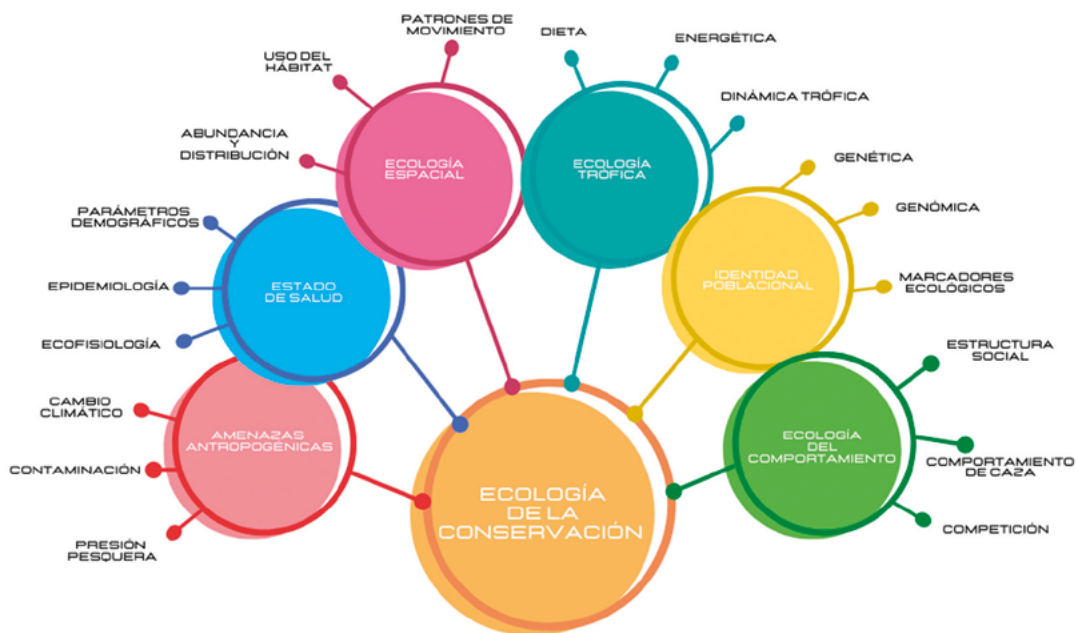 PATRONES DE
MOVIMIENTO
USO DEL
HÁBITAT
ABUNDANCIA
Y
DISTRIBUCIÓN
ECOLOGÍA
ESPACIAL
DIETA
ENERGÉTICA
DINÁMICA TRÓFICA
ECOLOGÍA
TRÓFICA
PARÁMETROS
DEMOGRÁFICOS
EPIDEMIOLOGÍA
ECOFISIOLOGÍA
ESTADO
DE SALUD
GENÉTICA
GENÓMICA
MARCADORES
ECOLÓGICOS
IDENTIDAD
POBLACIONAL
CAMBIO
CLIMÁTICO
CONTAMINACIÓN
PRESIÓN
PESQUERA
AMENAZAS
ANTROPOGÉNICAS
ESTRUCTURA
SOCIAL
COMPORTAMIENTO
DE CAZA
COMPETICIÓN
ECOLOGÍA
DEL
COMPORTAMIENTO
ECOLOGÍA
DE LA
CONSERVACIÓN